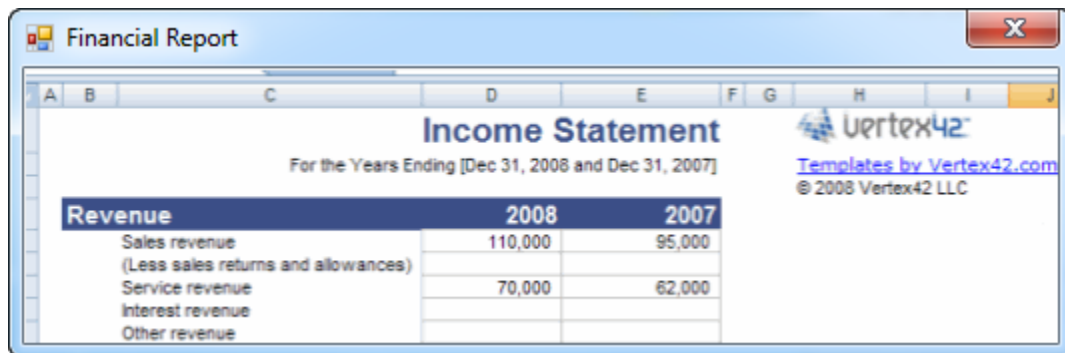 Financial Report
A B C D E F G H I J
Income Statement
vertex42™
For the Years Ending [Dec 31, 2008 and Dec 31, 2007]
Templates by Vertex42.com
© 2008 Vertex42 LLC
Revenue 2008 2007
Sales revenue 110,000 95,000
(Less sales returns and allowances)
Service revenue 70,000 62,000
Interest revenue
Other revenue